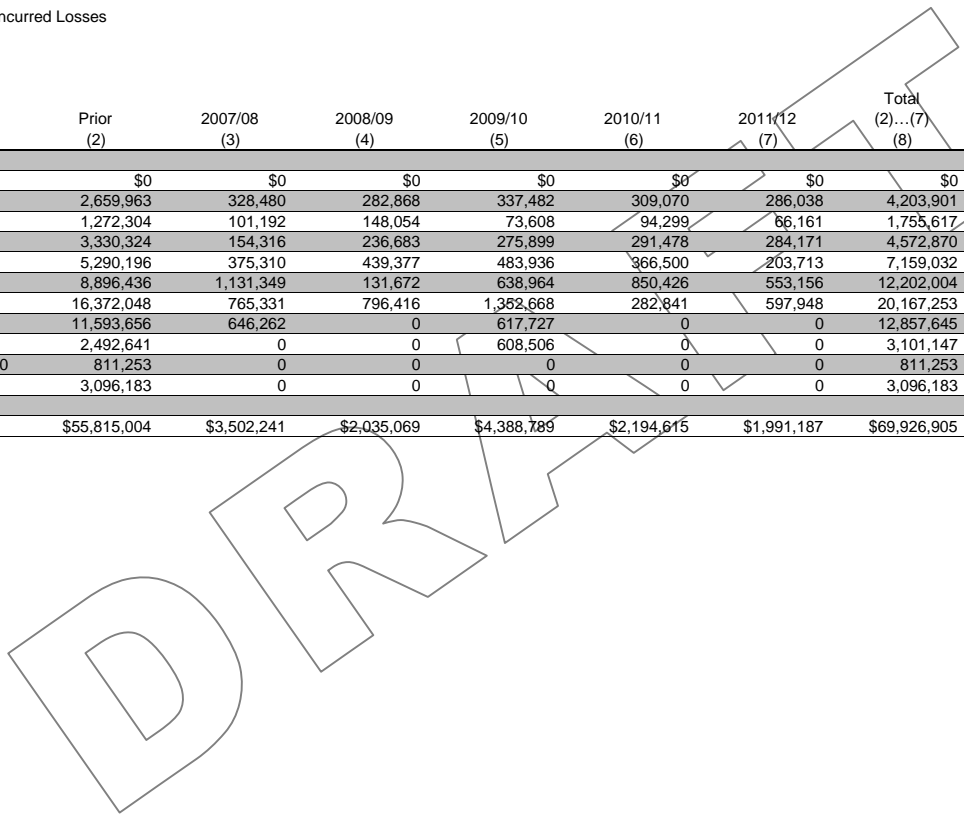 ncurred Losses
Total
Prior 2007/08 2008/09 2009/10 2010/11 2011/12 (2)…(7)
(2) (3) (4) (5) (6) (7) (8)
$0 $0 $0 $0 $0 $0 $0
2,659,963 328,480 282,868 337,482 309,070 286,038 4,203,901
1,272,304 101,192 148,054 73,608 94,299 66,161 1,755,617
3,330,324 154,316 236,683 275,899 291,478 284,171 4,572,870
5,290,196 375,310 439,377 483,936 366,500 203,713 7,159,032
8,896,436 1,131,349 131,672 638,964 850,426 553,156 12,202,004
16,372,048 765,331 796,416 1,352,668 282,841 597,948 20,167,253
11,593,656 646,262 0 617,727 0 0 12,857,645
2,492,641 0 0 608,506 0 0 3,101,147
0 811,253 0 0 0 0 0 811,253
3,096,183 0 0 0 0 0 3,096,183
$55,815,004 $3,502,241 $2,035,069 $4,388,789 $2,194,615 $1,991,187 $69,926,905
DRAFT